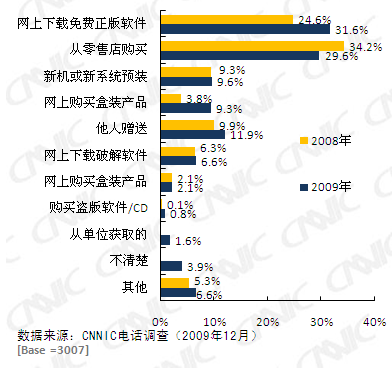 网上下载免费正版软件 24.6% 31.6%
从零售店购买 34.2% 29.6%
新机或新系统预装 9.3% 9.6%
网上购买盒装产品 3.8% 9.3%
他人赠送 9.9% 11.9%
网上下载破解软件 6.3% 6.6%
网上购买盒装产品 2.1% 2.1%
购买盗版软件/CD 0.1% 0.8%
从单位获取的 1.6%
不清楚 3.9%
其他 5.3% 6.6%
2008年
2009年
0% 10% 20% 30% 40%
数据来源：CNNIC电话调查（2009年12月）
[Base =3007]
CNNIC